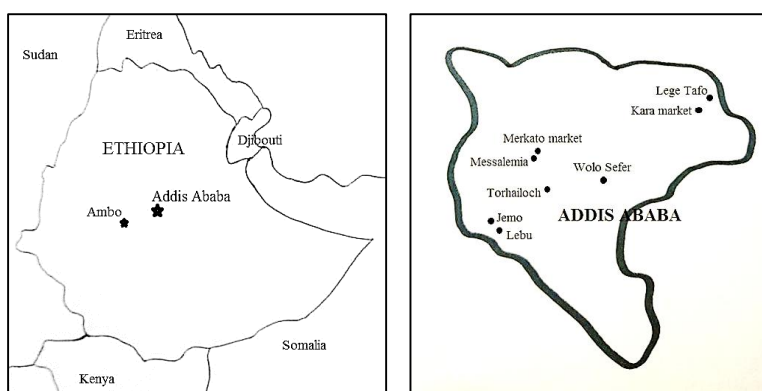 Eritrea
Sudan
Djibouti
ETHIOPIA
Addis Ababa
Ambo
Somalia
Kenya
Lege Tafo
Kara market
Merkato market
Messalemia
Wolo Sefer
Torhailoch
ADDIS ABABA
Jemo
Lebu